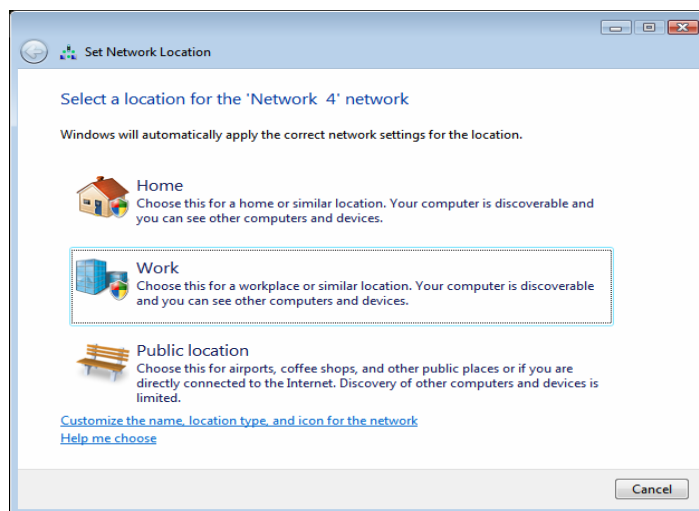 Set Network Location
Select a location for the 'Network  4' network
Windows will automatically apply the correct network settings for the location.
Home
Choose this for a home or similar location. Your computer is discoverable and
you can see other computers and devices.
Work
Choose this for a workplace or similar location. Your computer is discoverable
and you can see other computers and devices.
Public location
Choose this for airports, coffee shops, and other public places or if you are
directly connected to the Internet. Discovery of other computers and devices is
limited.
Customize the name, location type, and icon for the network
Help me choose
Cancel